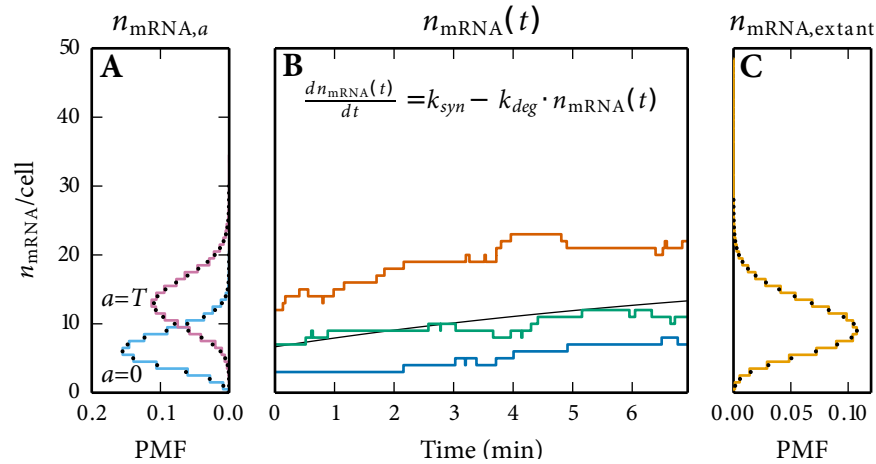 n_mRNA,a
n_mRNA(t)
n_mRNA,extant
A
B
C
dn_mRNA(t)/dt = k_syn − k_deg · n_mRNA(t)
n_mRNA/cell
50
40
30
20
10
0
a=T
a=0
0.2 0.1 0.0
0 1 2 3 4 5 6
0.00 0.05 0.10
PMF
Time (min)
PMF